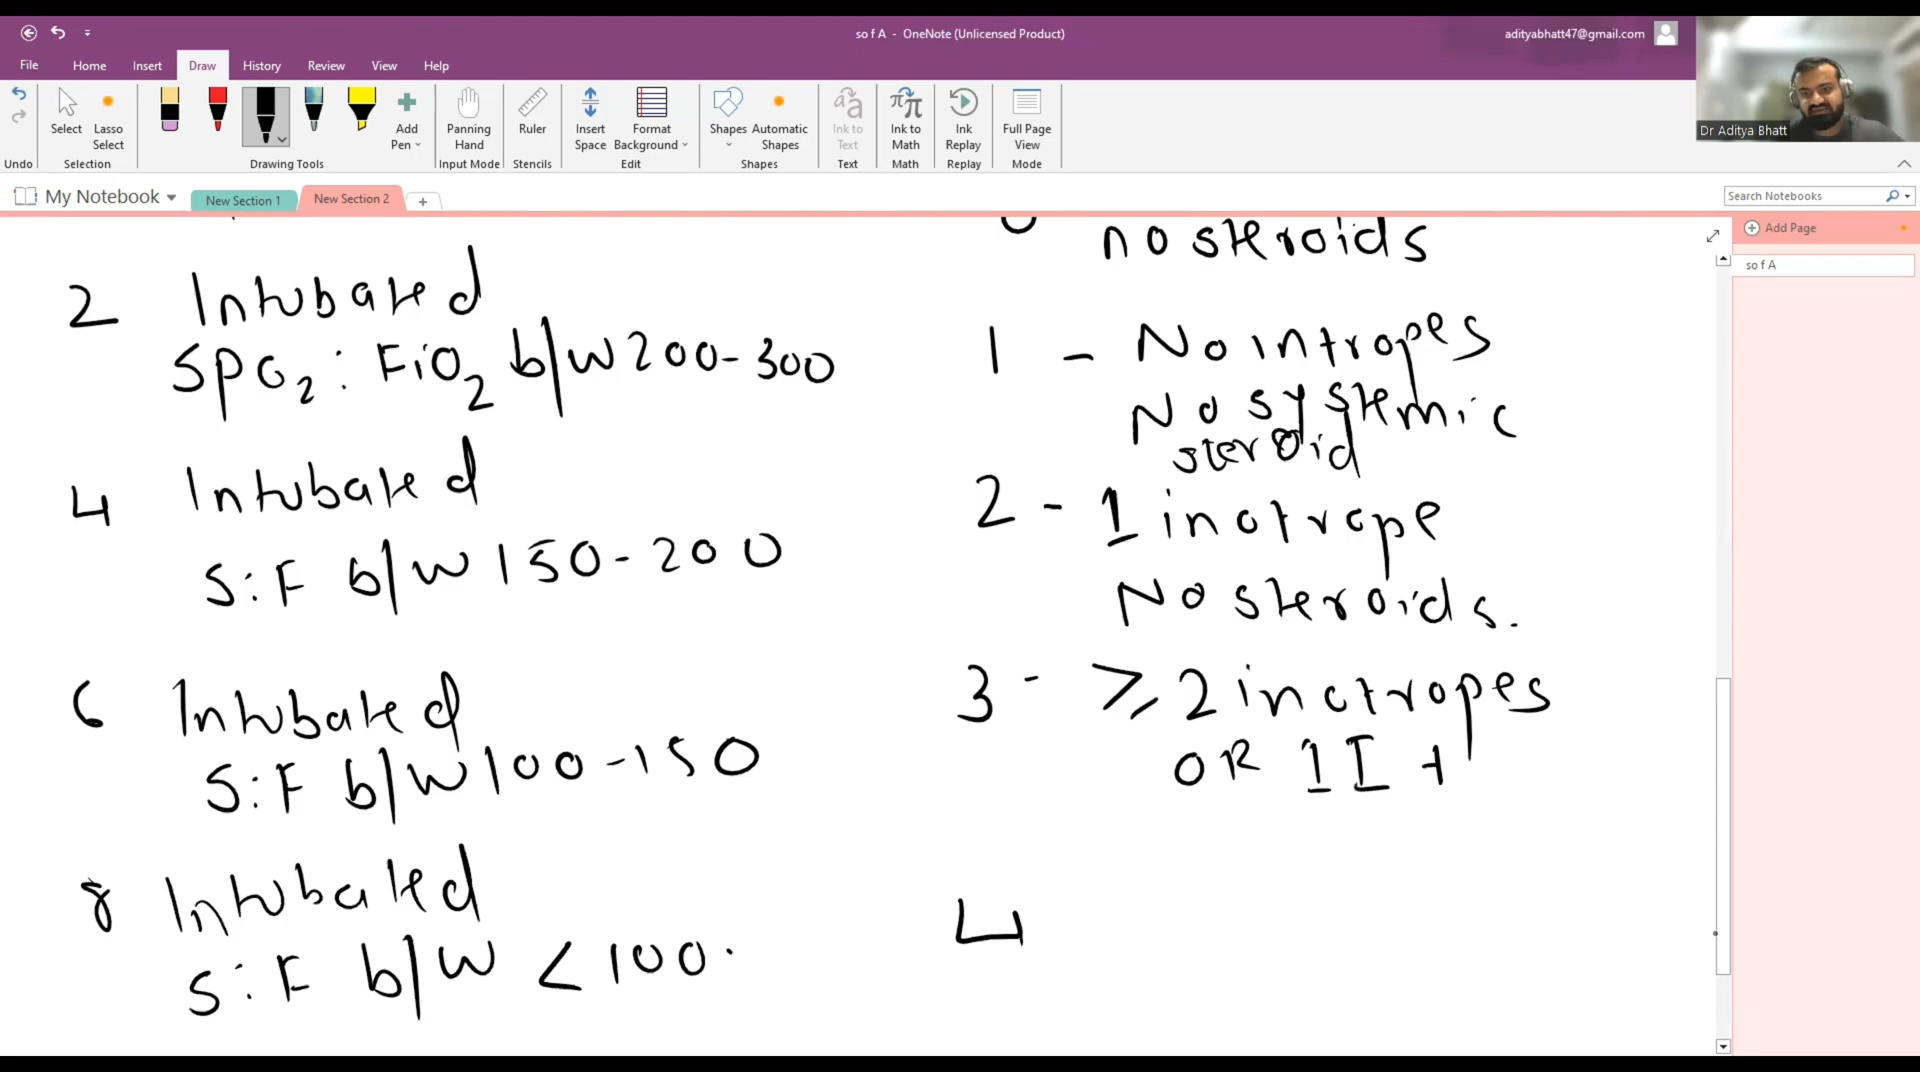 so f A - OneNote (Unlicensed Product)
adityabhatt47@gmail.com
File
Home
Insert
Draw
History
Review
View
Help
Undo
Select
Lasso
Select
Selection
Add
Pen
Drawing Tools
Panning
Hand
Input Mode
Ruler
Stencils
Insert
Space
Format
Background
Edit
Shapes
Automatic
Shapes
Shapes
Ink to
Text
Text
Ink to
Math
Math
Ink
Replay
Replay
Full Page
View
Mode
Dr Aditya Bhatt
My Notebook
New Section 1
New Section 2
Search Notebooks
Add Page
so f A
2 Intubated
SPO2 : FiO2 b/w 200-300
4 Intubated
S:F b/w 150-200
6 Intubated
S:F b/w 100-150
8 Intubated
S:F b/w < 100.
0
no steroids
1 - No intropes
No systemic
steroid
2 - 1 inotrope
No steroids.
3 - ≥ 2 inotropes
OR 1 I +
4